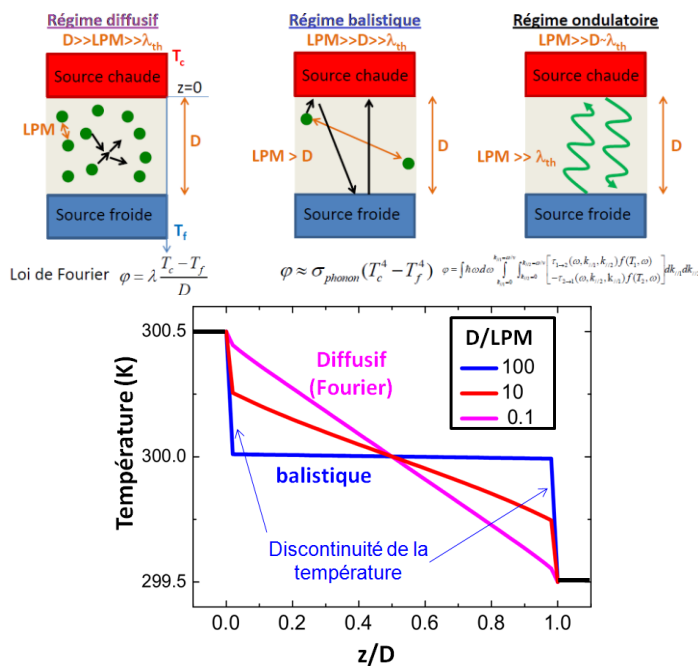 Régime diffusif
D>>LPM>>λth
Tc
Source chaude
z=0
LPM
D
Source froide
Tf
Loi de Fourier φ = λ (Tc − Tf) / D
Régime balistique
LPM>>D>>λth
Source chaude
LPM > D
D
Source froide
φ ≈ σphonon (Tc⁴ − Tf⁴)
Régime ondulatoire
LPM>>D~λth
Source chaude
LPM >> λth
D
Source froide
φ = ∫ħωdω
300.5
300.0
299.5
Température (K)
Diffusif
(Fourier)
balistique
Discontinuité de la
température
D/LPM
100
10
0.1
0.0 0.2 0.4 0.6 0.8 1.0
z/D